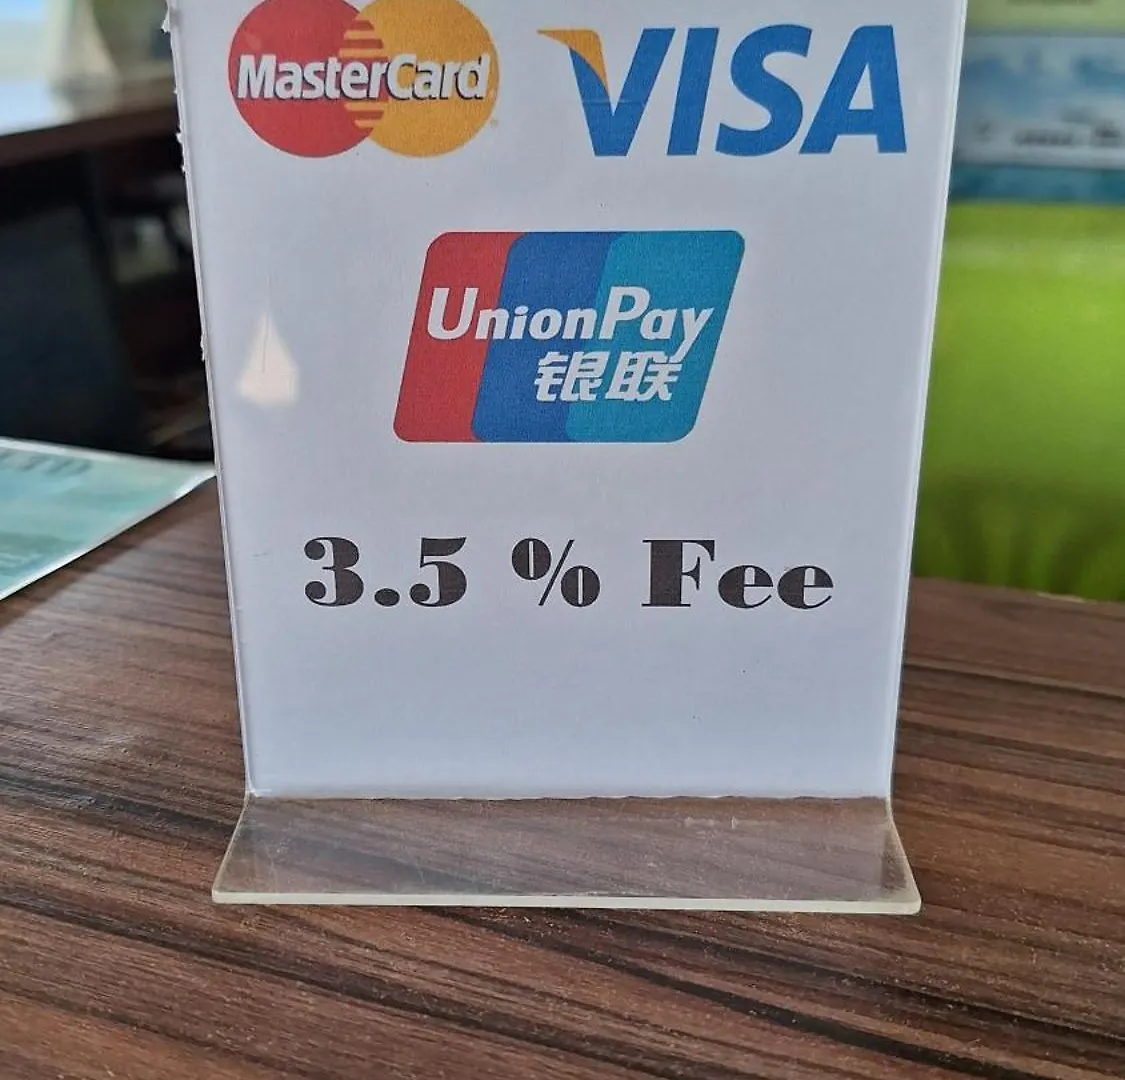 MasterCard VISA
UnionPay
银联
3.5 % Fee